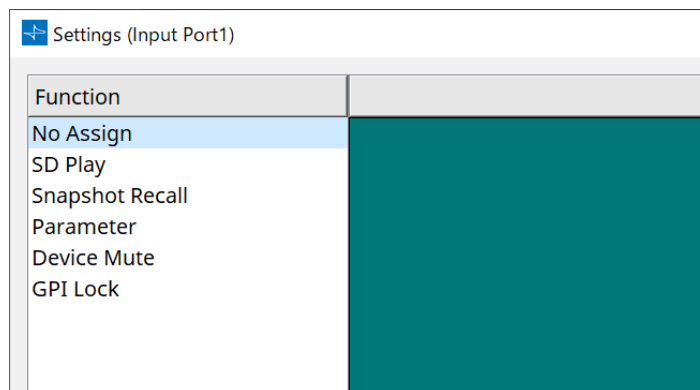 Settings (Input Port1)
Function
No Assign
SD Play
Snapshot Recall
Parameter
Device Mute
GPI Lock